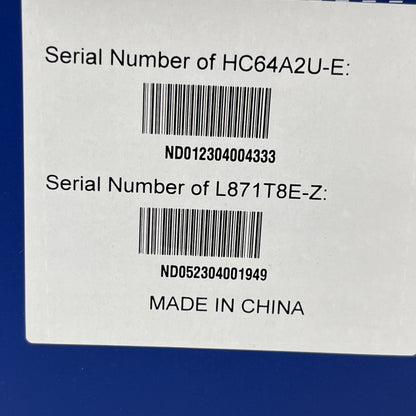 Serial Number of HC64A2U-E:
ND012304004333
Serial Number of L871T8E-Z:
ND052304001949
MADE IN CHINA